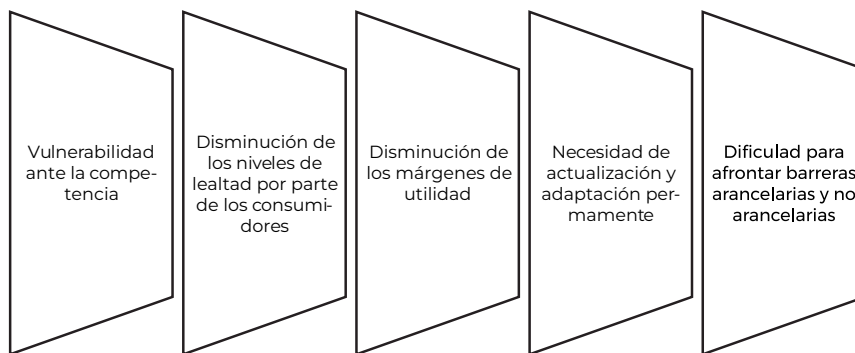 Vulnerabilidad
ante la compe-
tencia
Disminución de
los niveles de
lealtad por parte
de los consumi-
dores
Disminución de
los márgenes de
utilidad
Necesidad de
actualización y
adaptación per-
mamente
Dificulad para
afrontar barreras
arancelarias y no
arancelarias